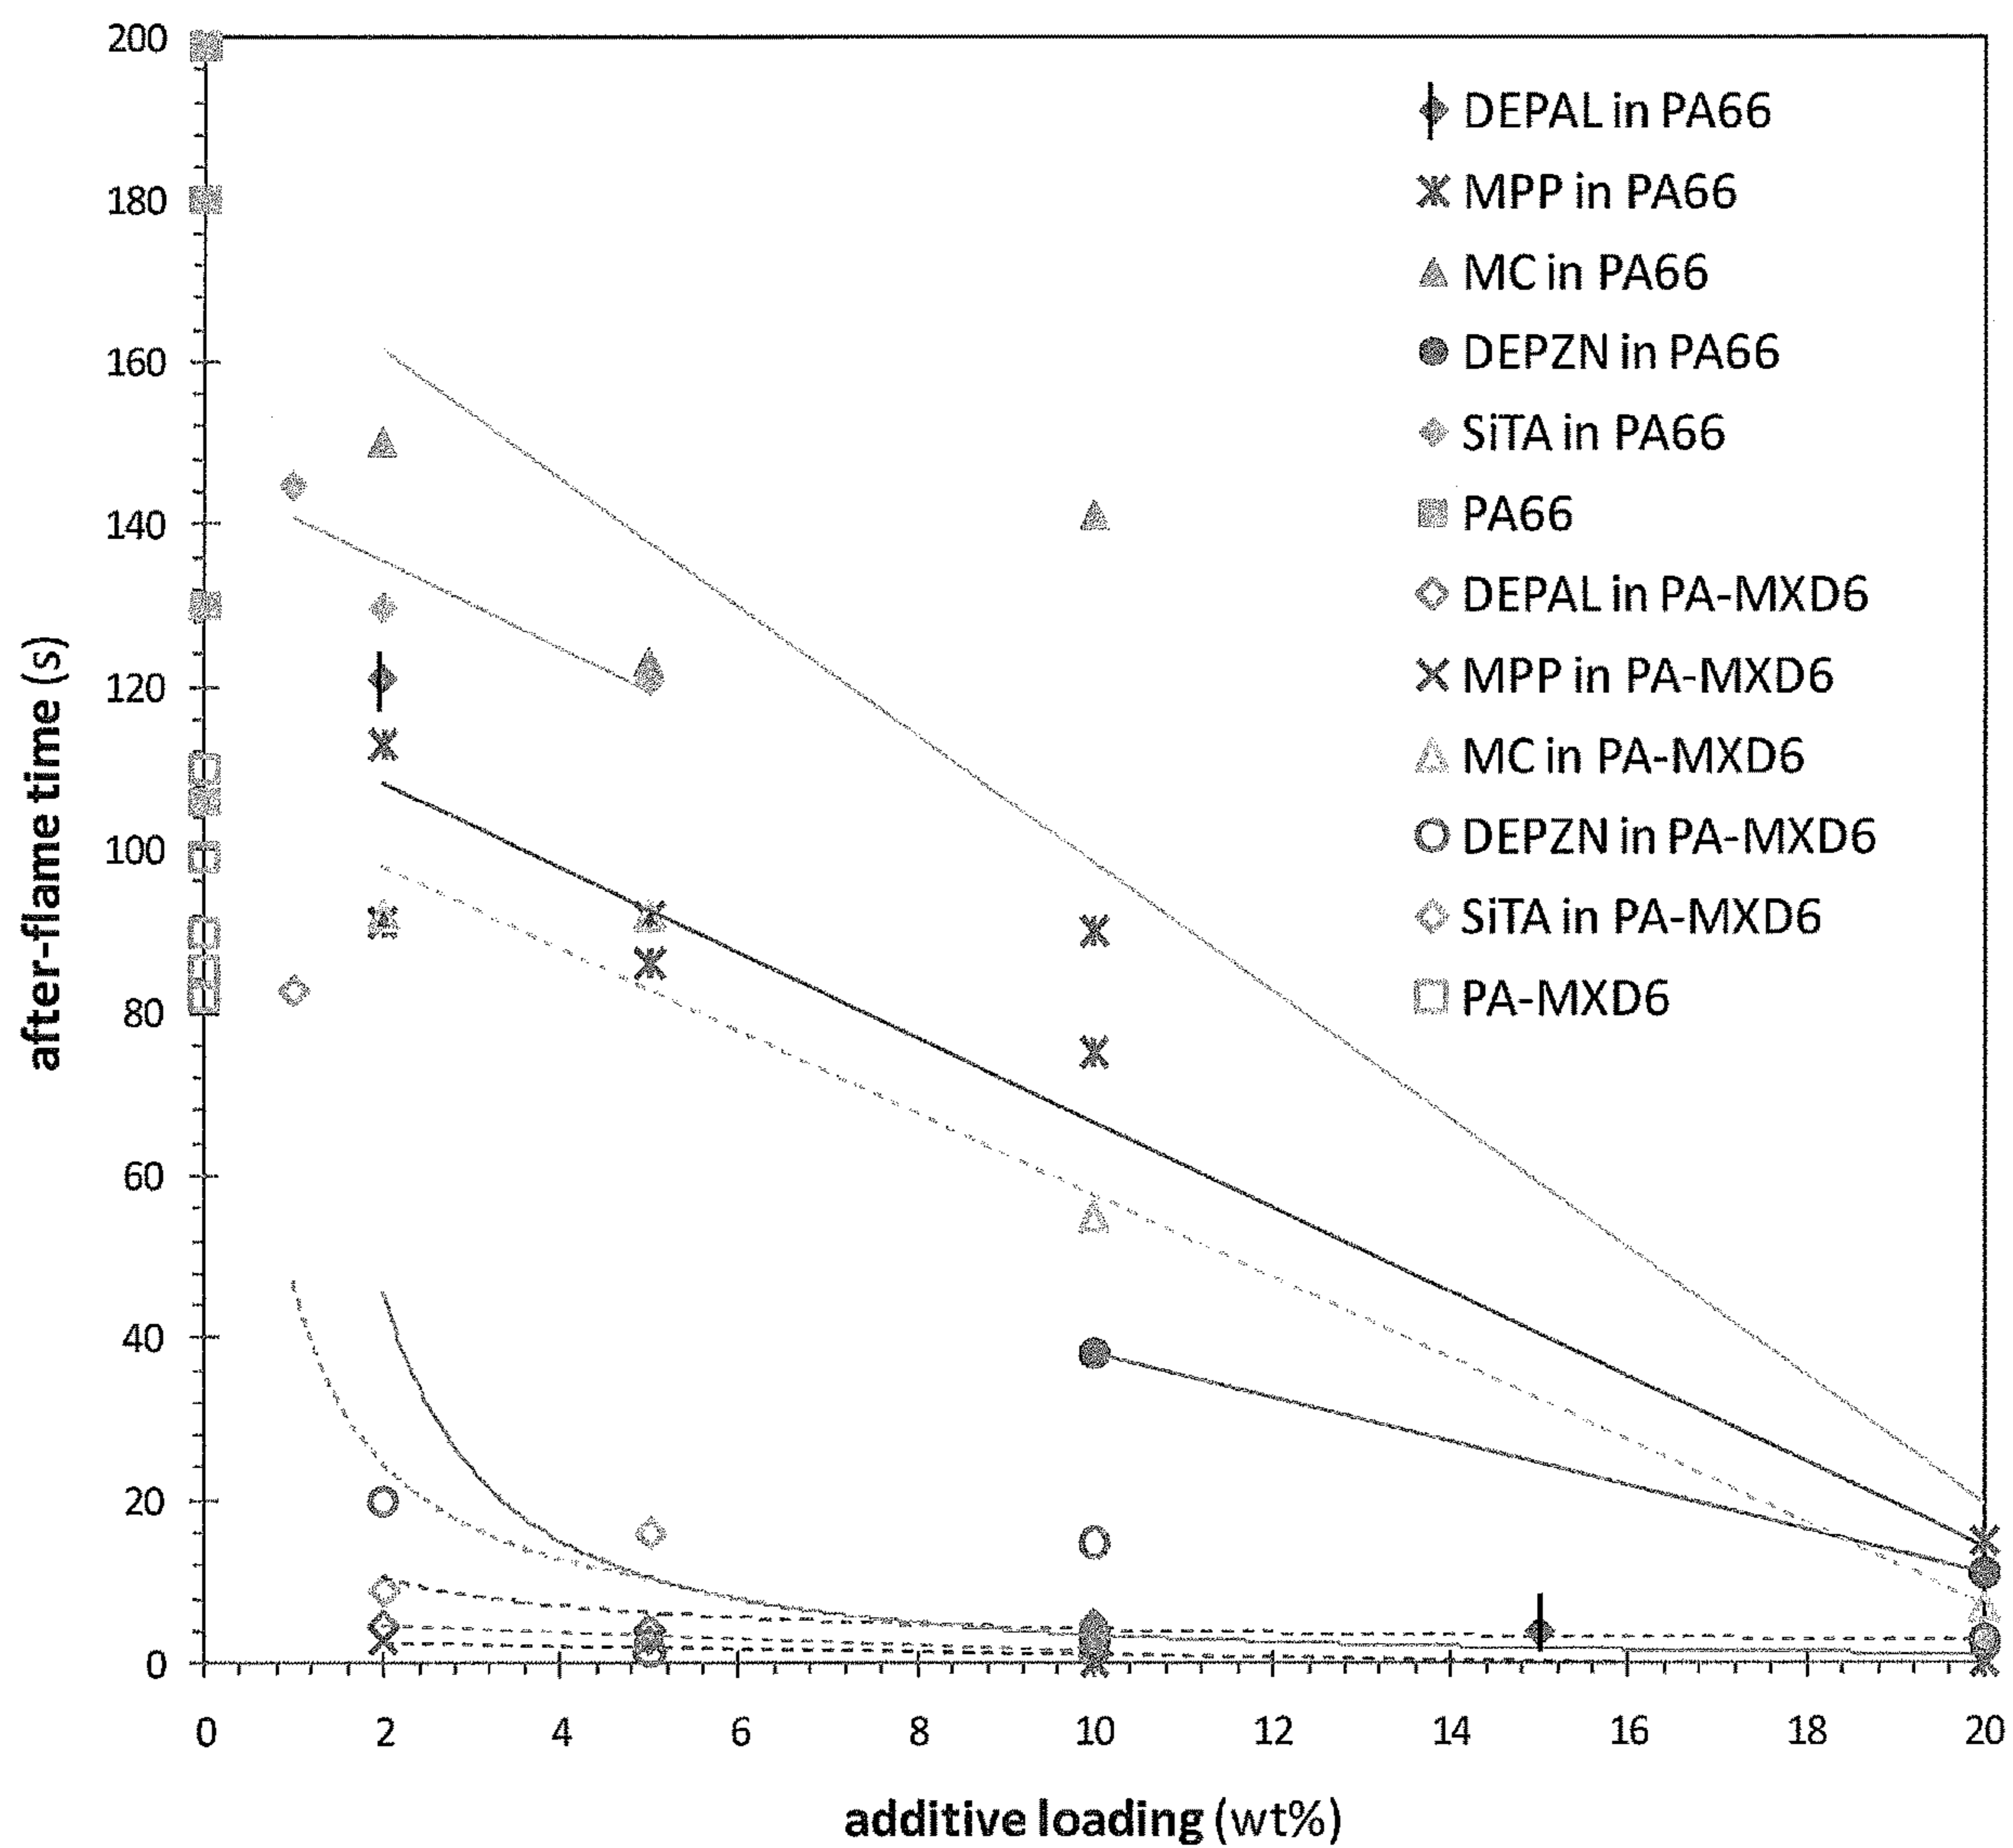 200
180
160
140
120
100
80
60
40
20
0
after-flame time (s)
DEPAL in PA66
MPP in PA66
MC in PA66
DEPZN in PA66
SiTA in PA66
PA66
DEPAL in PA-MXD6
MPP in PA-MXD6
MC in PA-MXD6
DEPZN in PA-MXD6
SiTA in PA-MXD6
PA-MXD6
0 2 4 6 8 10 12 14 16 18 20
additive loading (wt%)